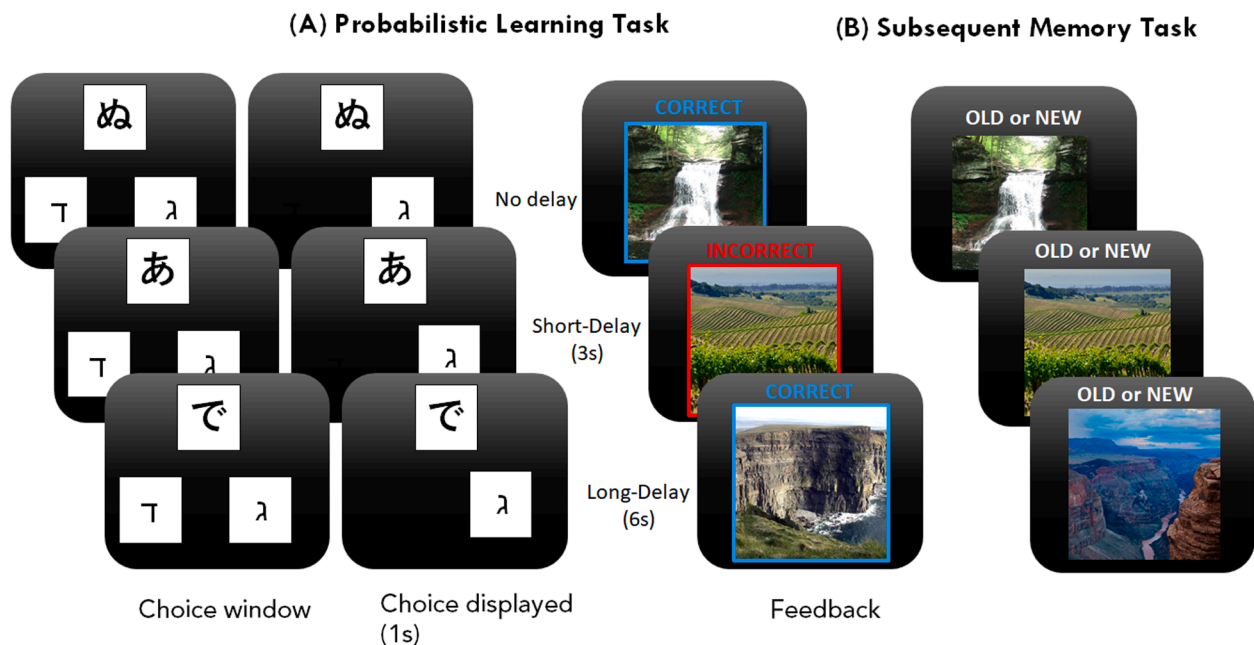 (A) Probabilistic Learning Task
(B) Subsequent Memory Task
ぬ
ד ג
ぬ
ד ג
No delay
CORRECT
OLD or NEW
あ
ד ג
あ
ד ג
Short-Delay
(3s)
INCORRECT
OLD or NEW
で
ד ג
で
ג
Long-Delay
(6s)
CORRECT
OLD or NEW
Choice window
Choice displayed
(1s)
Feedback